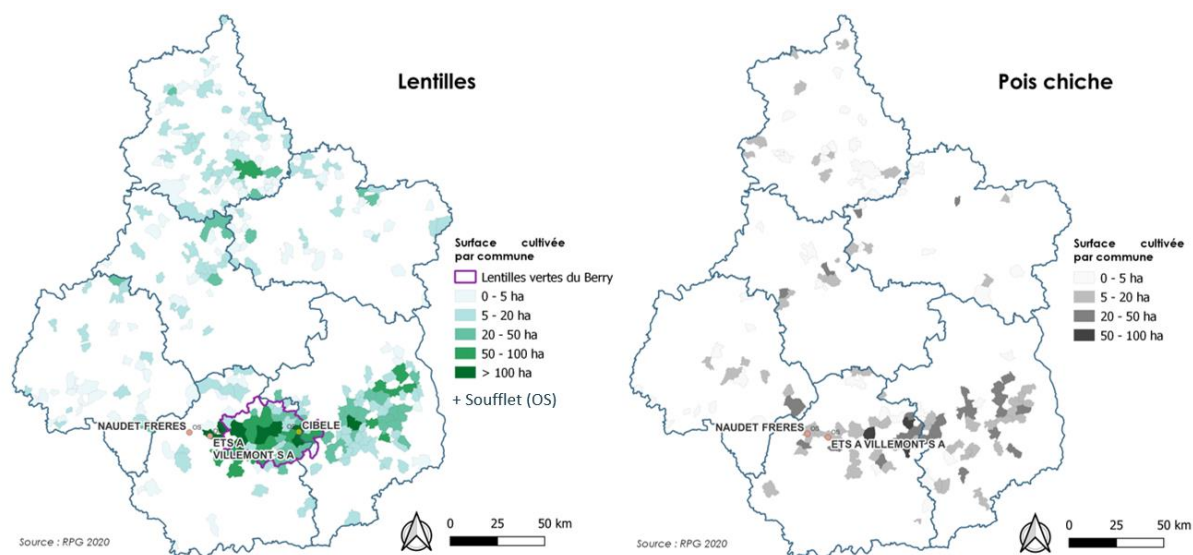 Lentilles
Surface cultivée
par commune
Lentilles vertes du Berry
0 - 5 ha
5 - 20 ha
20 - 50 ha
50 - 100 ha
> 100 ha
+ Soufflet (OS)
NAUDET FRERES OS
CIBELE
ETS A
VILLEMONT S A
Source : RPG 2020
0 25 50 km
Pois chiche
Surface cultivée
par commune
0 - 5 ha
5 - 20 ha
20 - 50 ha
50 - 100 ha
NAUDET FRERES OS
ETS A VILLEMONT S A
Source : RPG 2020
0 25 50 km